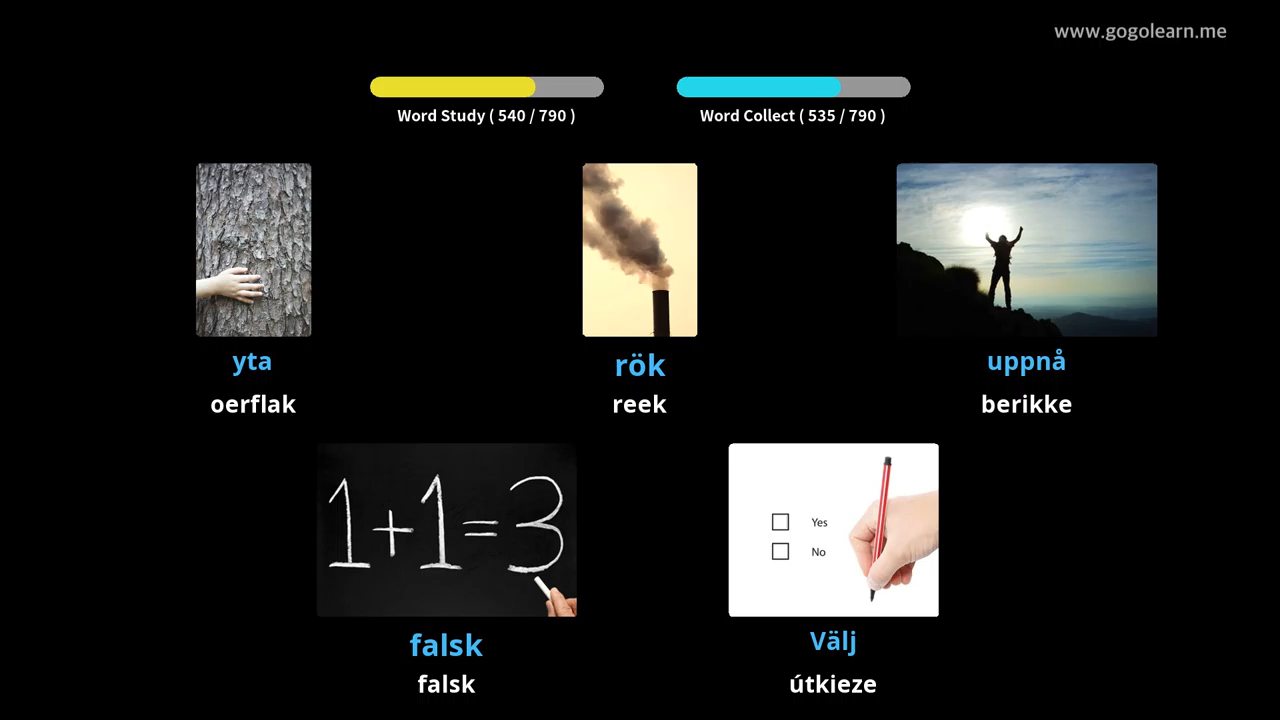 www.gogolearn.me
Word Study ( 540 / 790 )
Word Collect ( 535 / 790 )
yta
oerflak
rök
reek
uppnå
berikke
1+1=3
Yes
No
falsk
falsk
Välj
útkieze